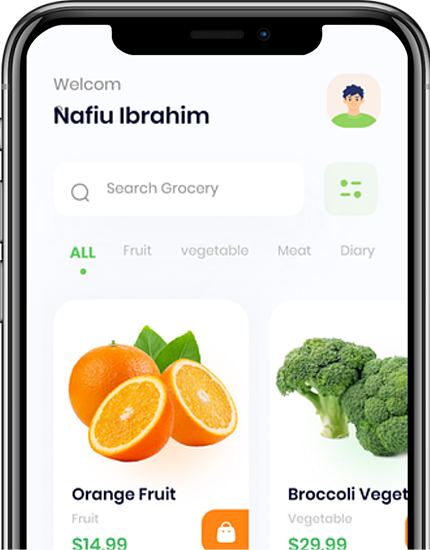 Welcom
e
Nafiu Ibrahim
Search Grocery
ALL Fruit vegetable Meat Diary
Orange Fruit Broccoli Veget
Fruit Vegetable
$14.99 $29.99